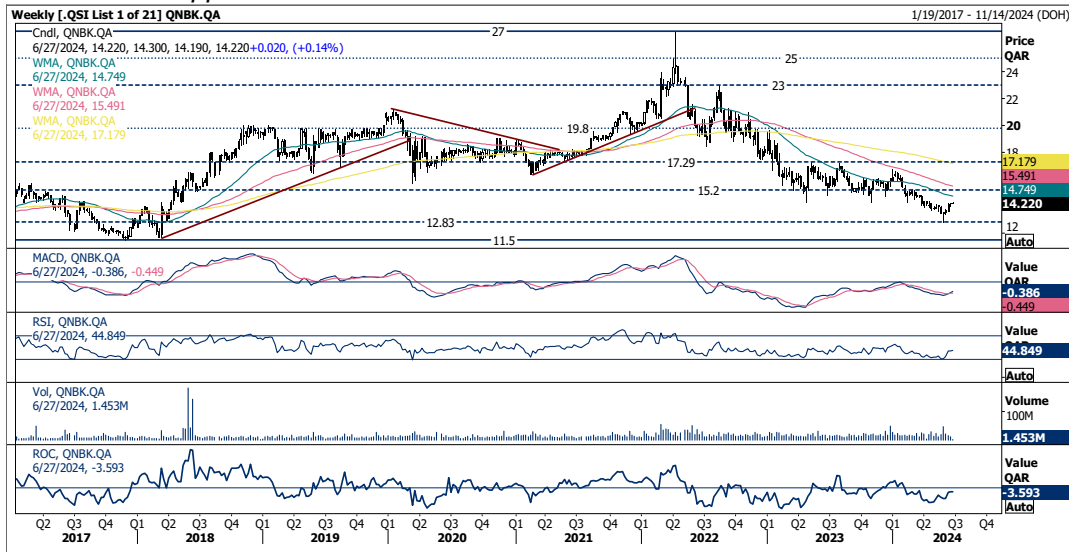 Weekly [.QSI List 1 of 21] QNBK.QA
1/19/2017 - 11/14/2024 (DOH)
Cndl, QNBK.QA
6/27/2024, 14.220, 14.300, 14.190, 14.220+0.020, (+0.14%)
WMA, QNBK.QA
6/27/2024, 14.749
WMA, QNBK.QA
6/27/2024, 15.491
WMA, QNBK.QA
6/27/2024, 17.179
27
25
23
19.8
17.29
15.2
12.83
11.5
Price
QAR
24
22
20
18
17.179
15.491
14.749
14.220
12
Auto
MACD, QNBK.QA
6/27/2024, -0.386, -0.449
Value
QAR
-0.386
-0.449
RSI, QNBK.QA
6/27/2024, 44.849
Value
QAR
44.849
Auto
Vol, QNBK.QA
6/27/2024, 1.453M
Volume
100M
1.453M
ROC, QNBK.QA
6/27/2024, -3.593
Value
QAR
-3.593
Auto
Q2 Q3 Q4 Q1 Q2 Q3 Q4 Q1 Q2 Q3 Q4 Q1 Q2 Q3 Q4 Q1 Q2 Q3 Q4 Q1 Q2 Q3 Q4 Q1 Q2 Q3 Q4 Q1 Q2 Q3 Q4
2017 2018 2019 2020 2021 2022 2023 2024